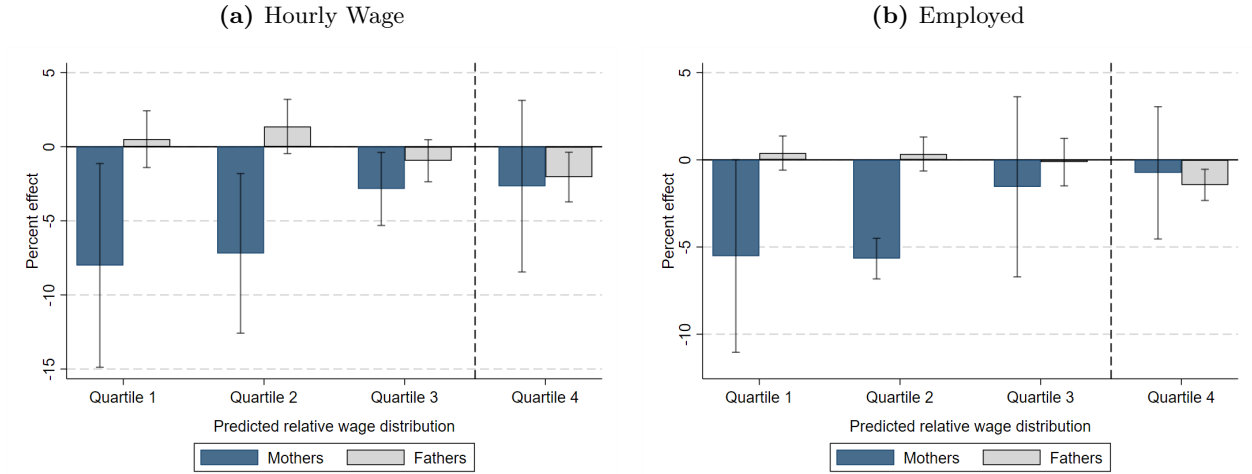 (a) Hourly Wage
5
0
-5
-10
-15
Percent effect
Quartile 1 Quartile 2 Quartile 3 Quartile 4
Predicted relative wage distribution
Mothers Fathers
(b) Employed
5
0
-5
-10
Percent effect
Quartile 1 Quartile 2 Quartile 3 Quartile 4
Predicted relative wage distribution
Mothers Fathers